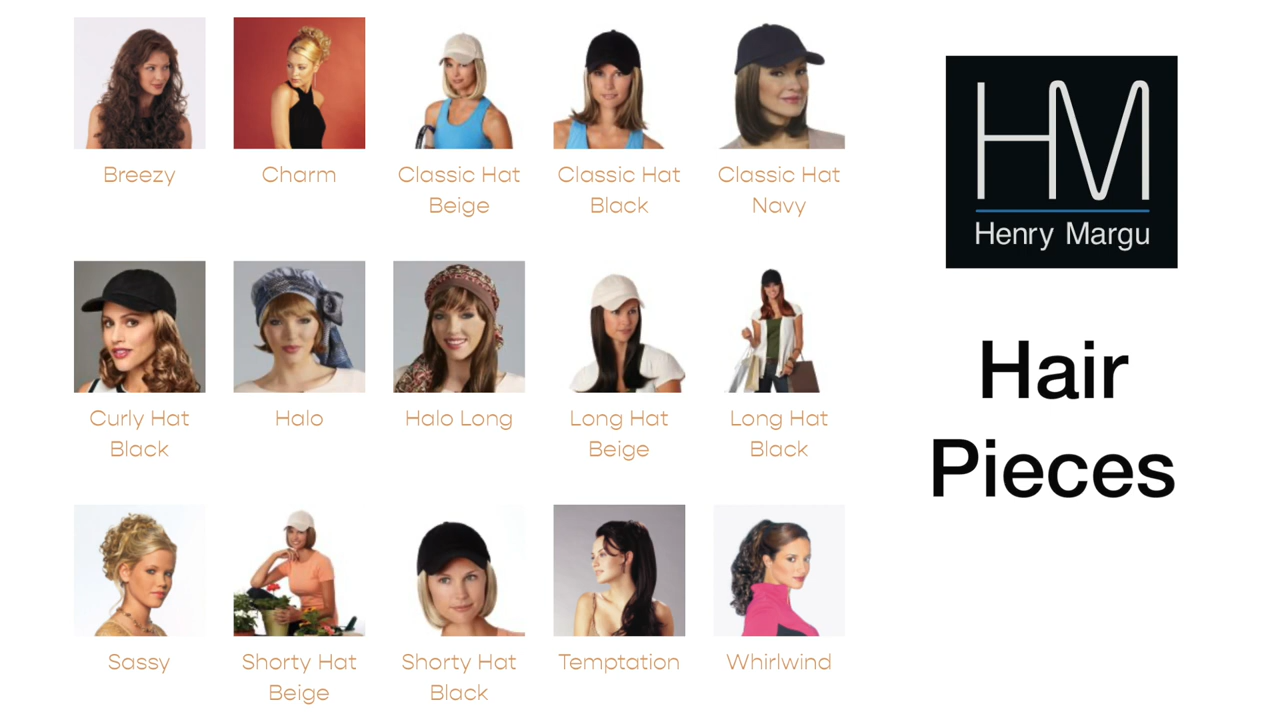 Breezy
Charm
Classic Hat
Beige
Classic Hat
Black
Classic Hat
Navy
Curly Hat
Black
Halo
Halo Long
Long Hat
Beige
Long Hat
Black
Sassy
Shorty Hat
Beige
Shorty Hat
Black
Temptation
Whirlwind
HM
Henry Margu
Hair
Pieces